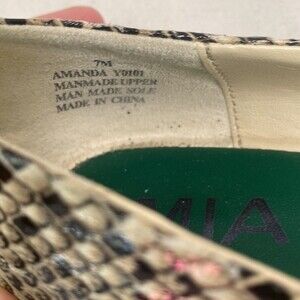 7M
AMANDA Y0101
MANMADE UPPER
MAN MADE SOLE
MADE IN CHINA
MIA